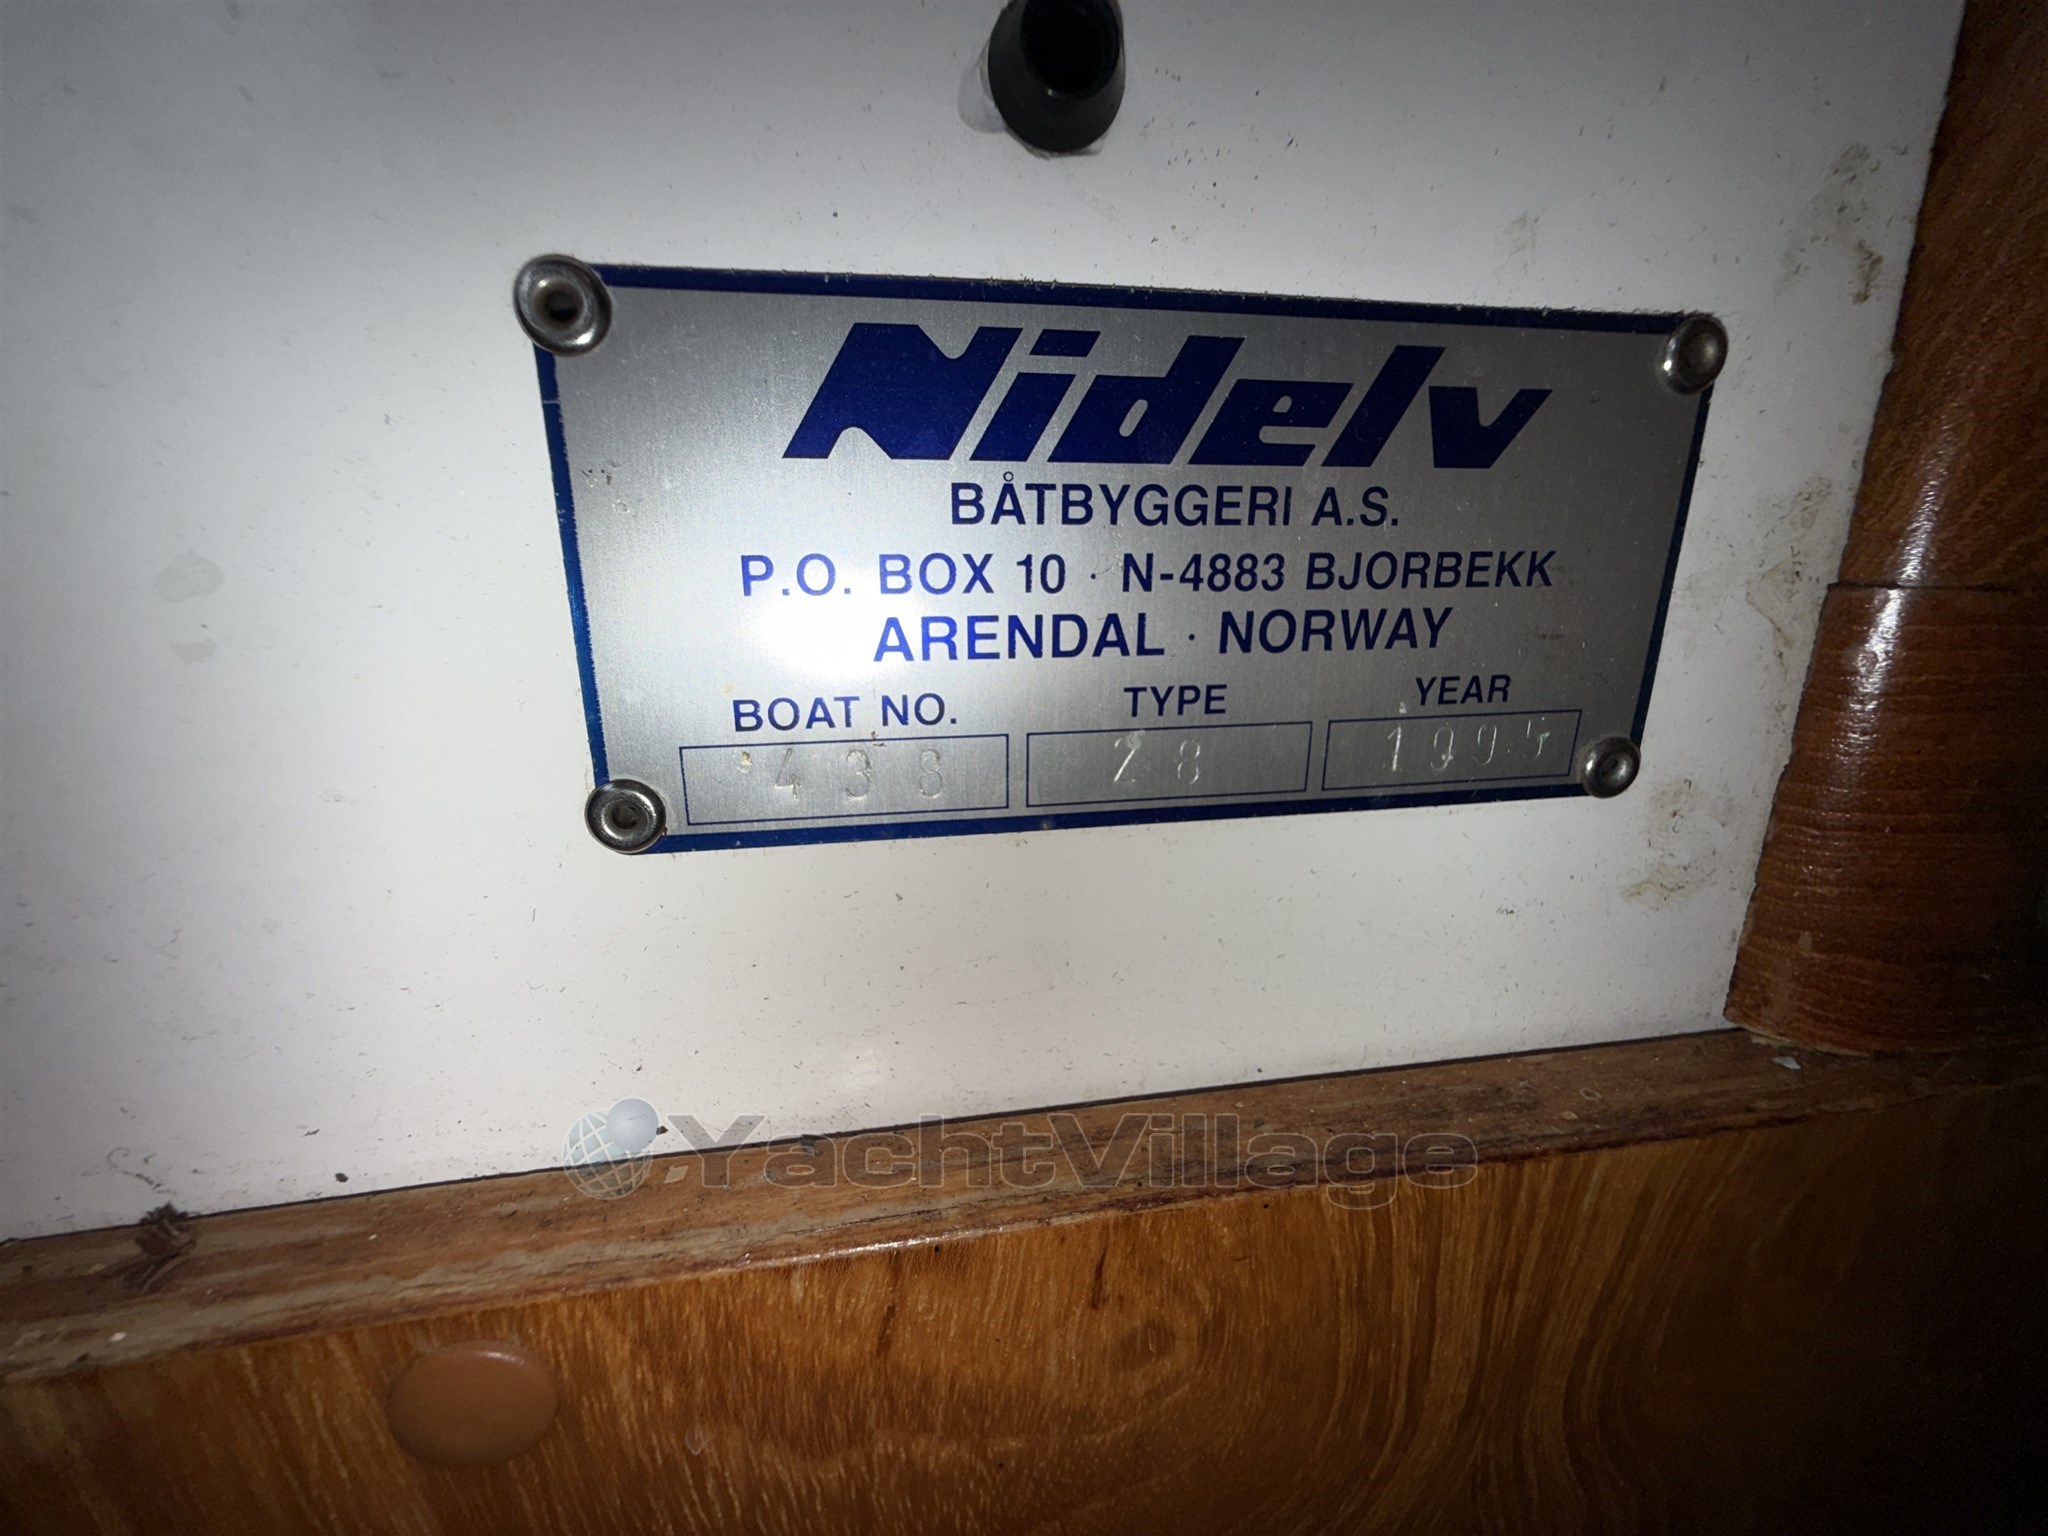 Nidelv
BÅTBYGGERI A.S.
P.O. BOX 10 · N-4883 BJORBEKK
ARENDAL · NORWAY
BOAT NO. TYPE YEAR
438 28 1995
YachtVillage